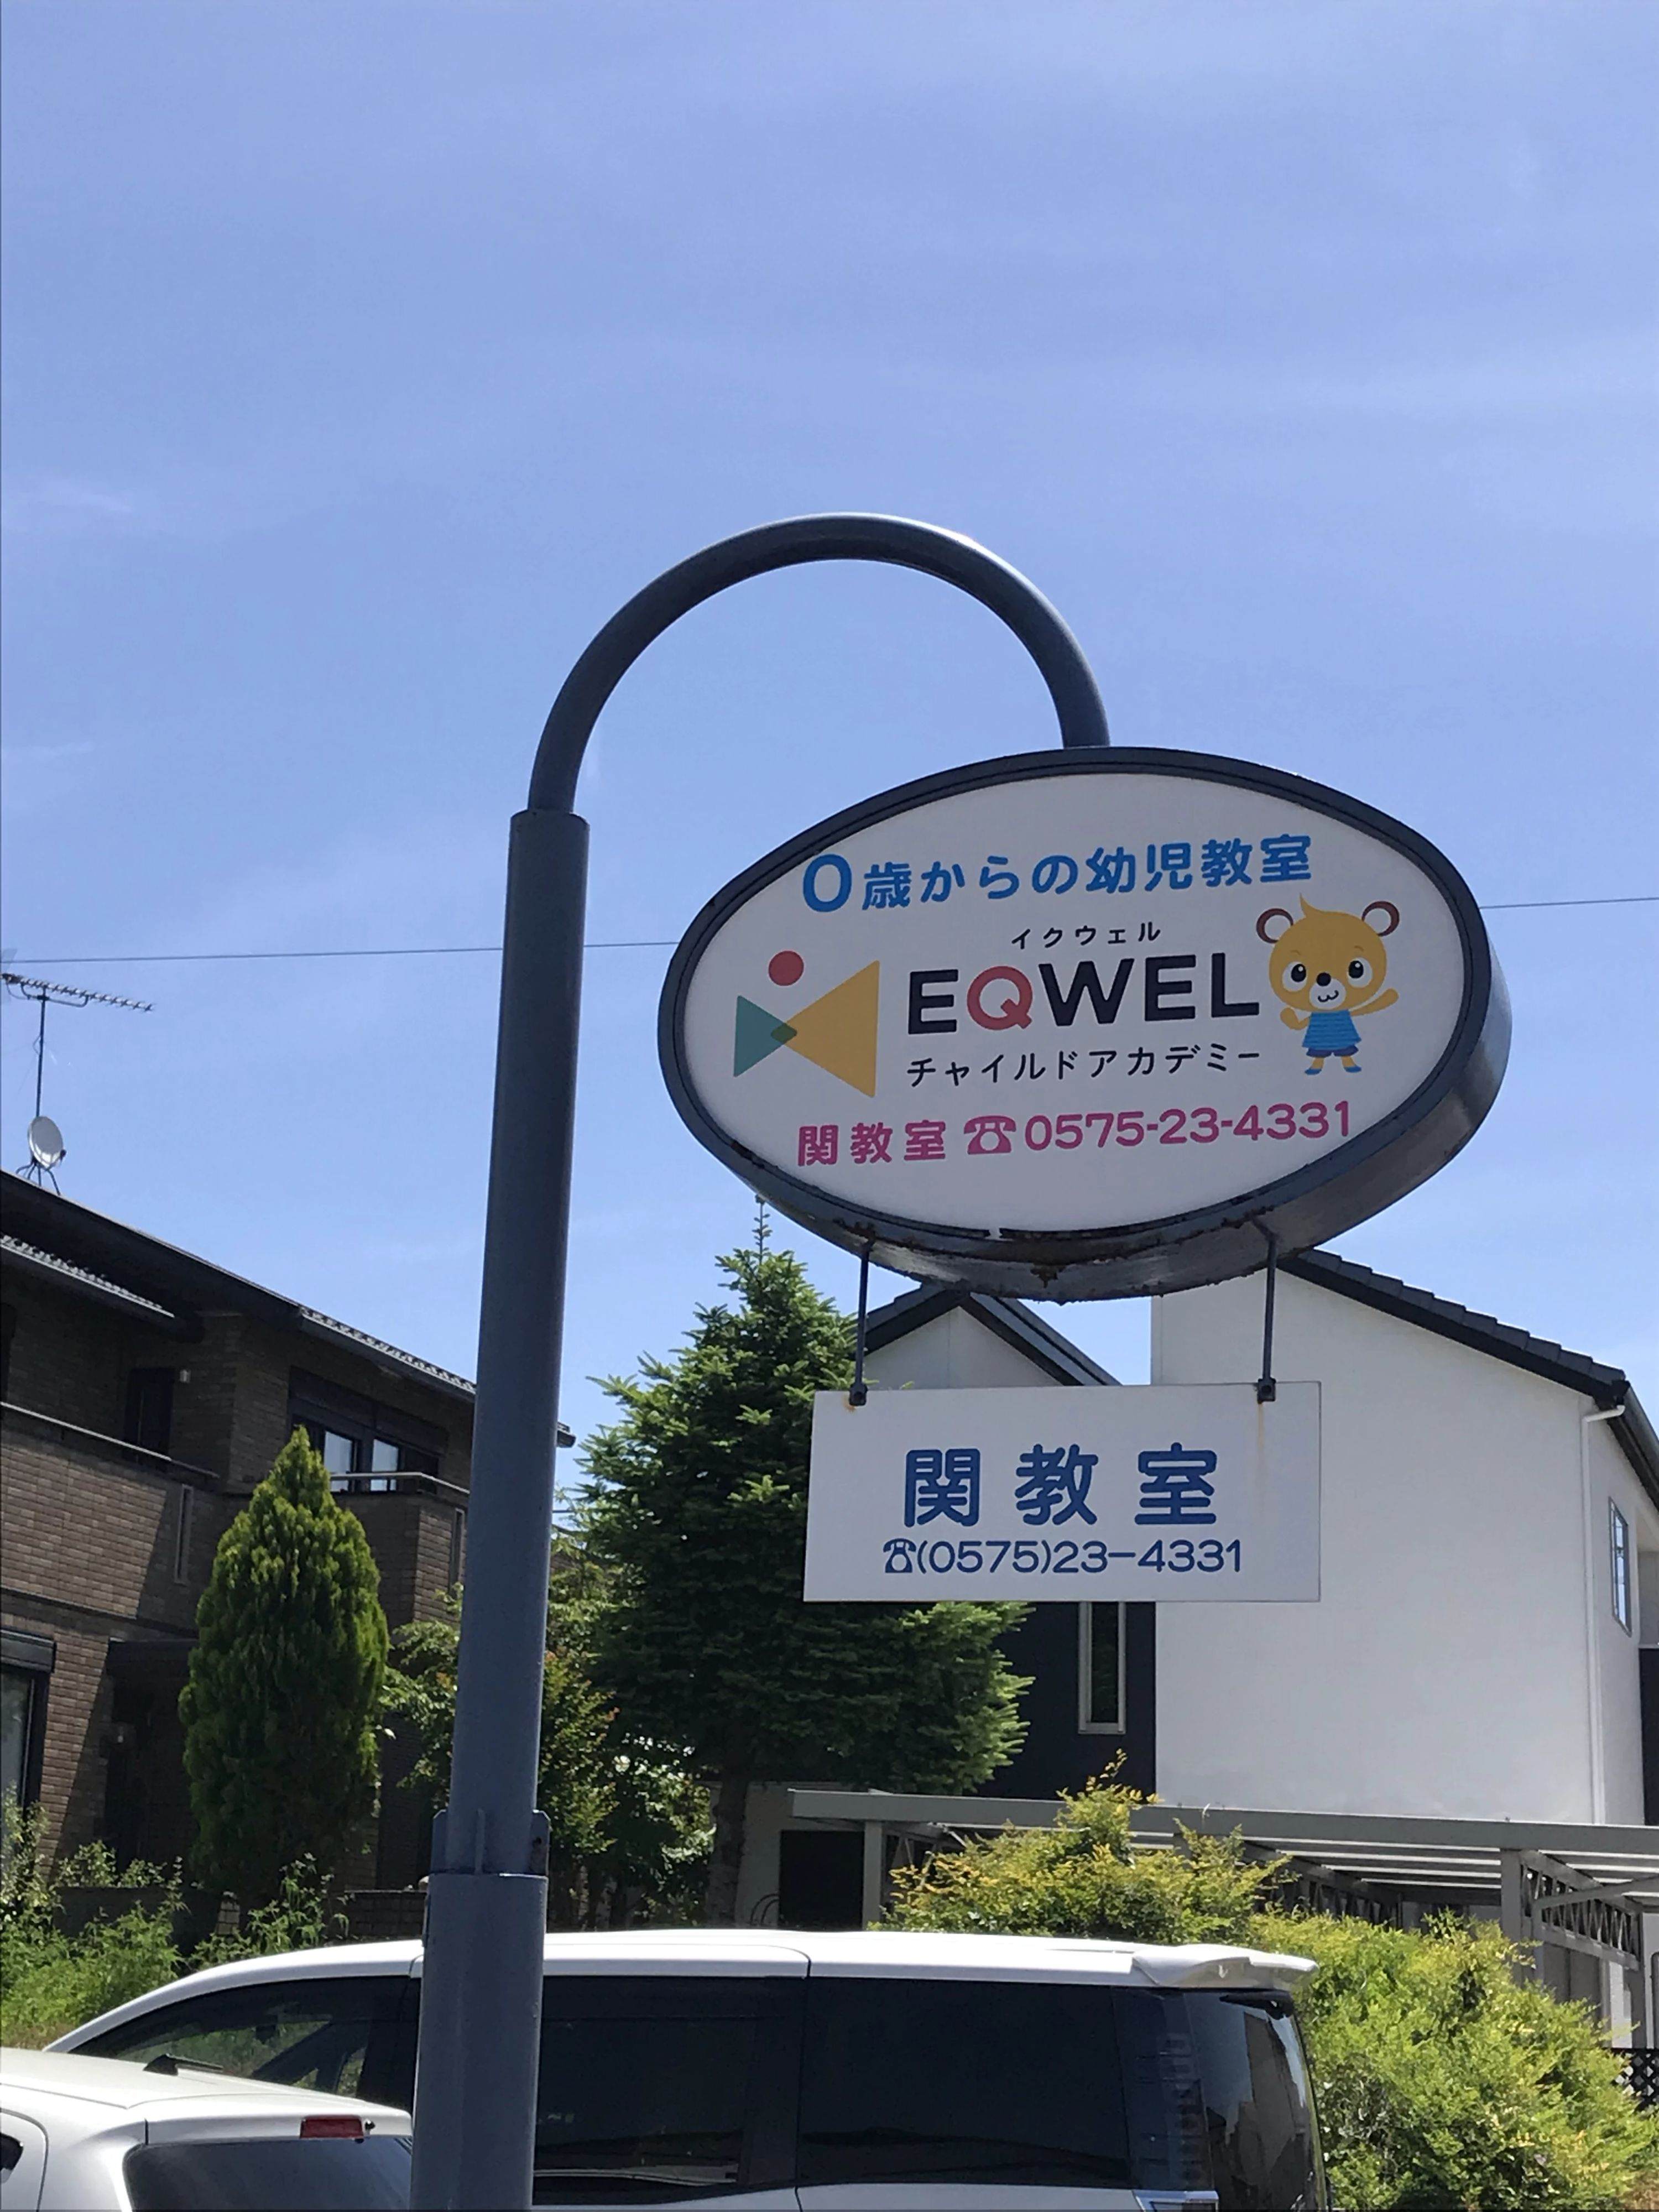 0歳からの幼児教室
イクウェル
EQWEL
チャイルドアカデミー
関教室 ☎0575-23-4331
関教室
☎(0575)23-4331